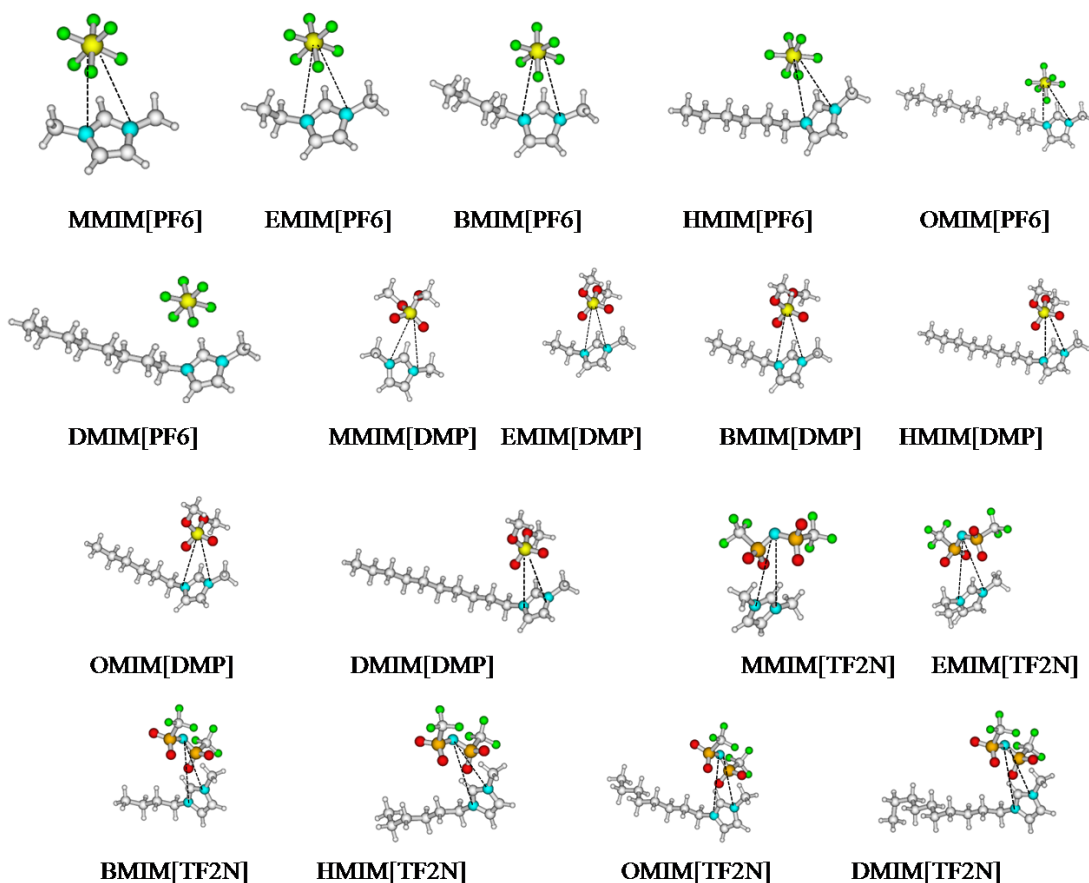 MMIM[PF6] EMIM[PF6] BMIM[PF6] HMIM[PF6] OMIM[PF6]
DMIM[PF6] MMIM[DMP] EMIM[DMP] BMIM[DMP] HMIM[DMP]
OMIM[DMP] DMIM[DMP] MMIM[TF2N] EMIM[TF2N]
BMIM[TF2N] HMIM[TF2N] OMIM[TF2N] DMIM[TF2N]